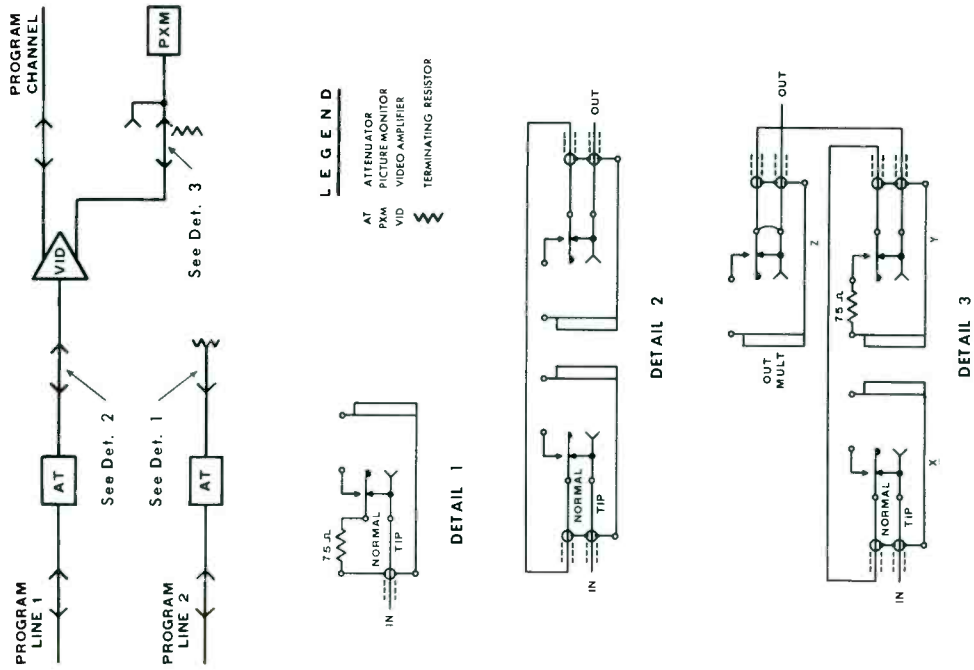 PROGRAM
LINE 1
AT
See Det. 2
VID
PROGRAM
CHANNEL
PXM
See Det. 3
PROGRAM
LINE 2
AT
See Det. 1
LEGEND
AT ATTENUATOR
PXM PICTURE MONITOR
VID VIDEO AMPLIFIER
TERMINATING RESISTOR
75 Ω
NORMAL
TIP
IN
DETAIL 1
IN
NORMAL
TIP
OUT
DETAIL 2
OUT
MULT
OUT
Z
75 Ω
IN
NORMAL
TIP
X
Y
DETAIL 3